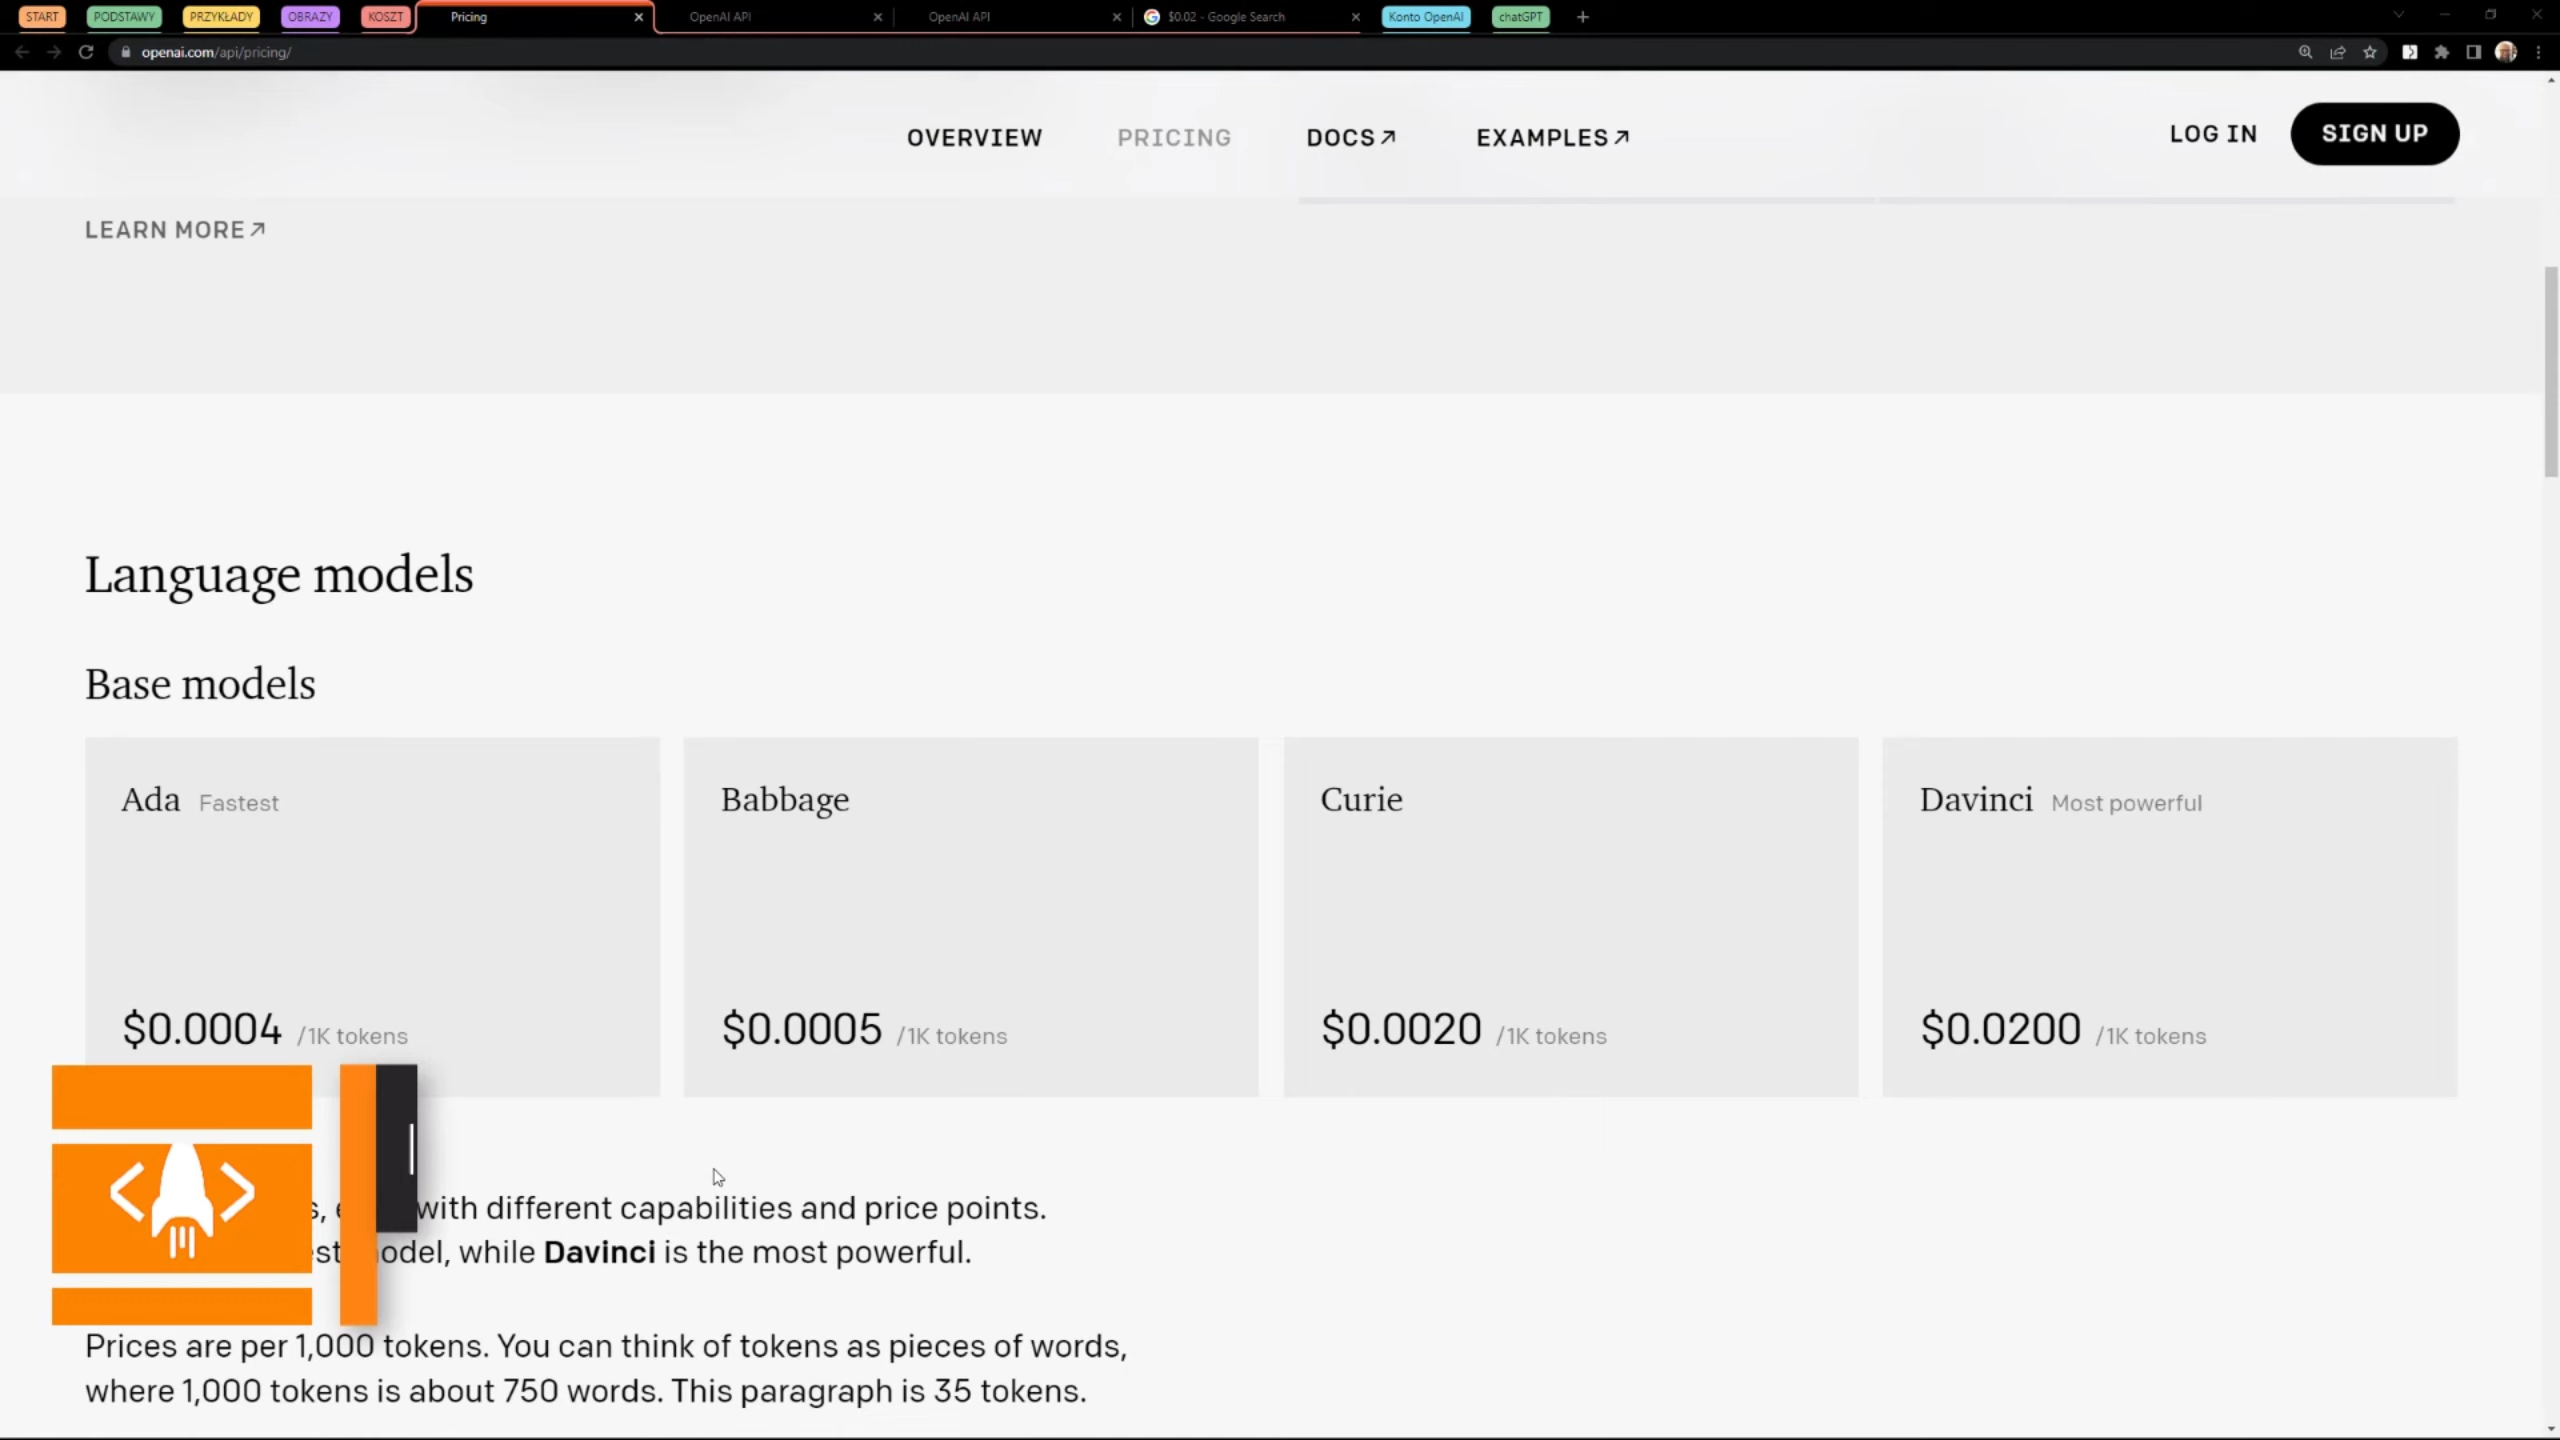 START
PODSTAWY
PRZYKŁADY
OBRAZY
KOSZT
Pricing
OpenAI API
OpenAI API
$0.02 - Google Search
Konto OpenAI
chatGPT
openai.com/api/pricing/
OVERVIEW
PRICING
DOCS
EXAMPLES
LOG IN
SIGN UP
LEARN MORE
Language models
Base models
Ada Fastest
Babbage
Curie
Davinci Most powerful
$0.0004 /1K tokens
$0.0005 /1K tokens
$0.0020 /1K tokens
$0.0200 /1K tokens
with different capabilities and price points.
while Davinci is the most powerful.
Prices are per 1,000 tokens. You can think of tokens as pieces of words,
where 1,000 tokens is about 750 words. This paragraph is 35 tokens.